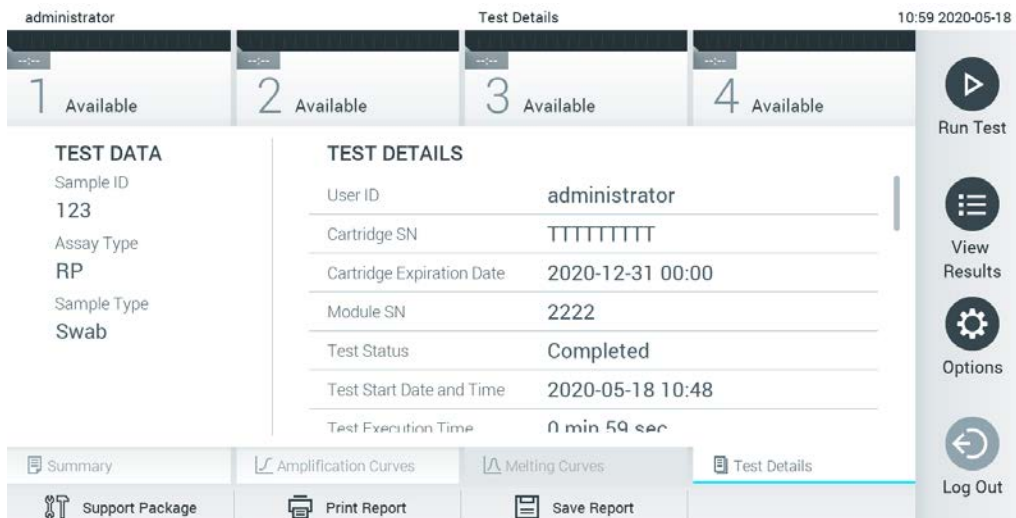 administrator Test Details 10:59 2020-05-18
--:-- --:-- --:-- --:--
1 Available 2 Available 3 Available 4 Available
Run Test
View
Results
Options
Log Out
TEST DATA
Sample ID
123
Assay Type
RP
Sample Type
Swab
TEST DETAILS
User ID administrator
Cartridge SN TTTTTTTTT
Cartridge Expiration Date 2020-12-31 00:00
Module SN 2222
Test Status Completed
Test Start Date and Time 2020-05-18 10:48
Test Execution Time 0 min 59 sec
Summary Amplification Curves Melting Curves Test Details
Support Package Print Report Save Report